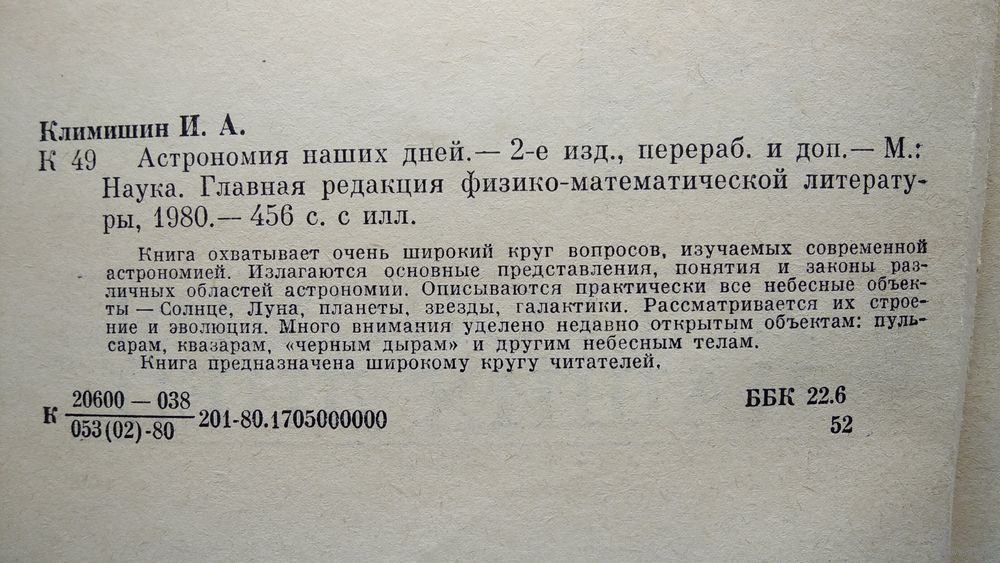 Климишин И. А.
К 49 Астрономия наших дней.— 2-е изд., перераб. и доп.— М.:
Наука. Главная редакция физико-математической литерату-
ры, 1980.— 456 с. с илл.
Книга охватывает очень широкий круг вопросов, изучаемых современной
астрономией. Излагаются основные представления, понятия и законы раз-
личных областей астрономии. Описываются практически все небесные объек-
ты — Солнце, Луна, планеты, звезды, галактики. Рассматривается их строе-
ние и эволюция. Много внимания уделено недавно открытым объектам: пуль-
сарам, квазарам, «черным дырам» и другим небесным телам.
Книга предназначена широкому кругу читателей.
К 20600 — 038
053(02)-80 201-80.1705000000
ББК 22.6
52